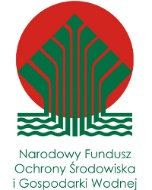 Narodowy Fundusz
Ochrony Środowiska
i Gospodarki Wodnej